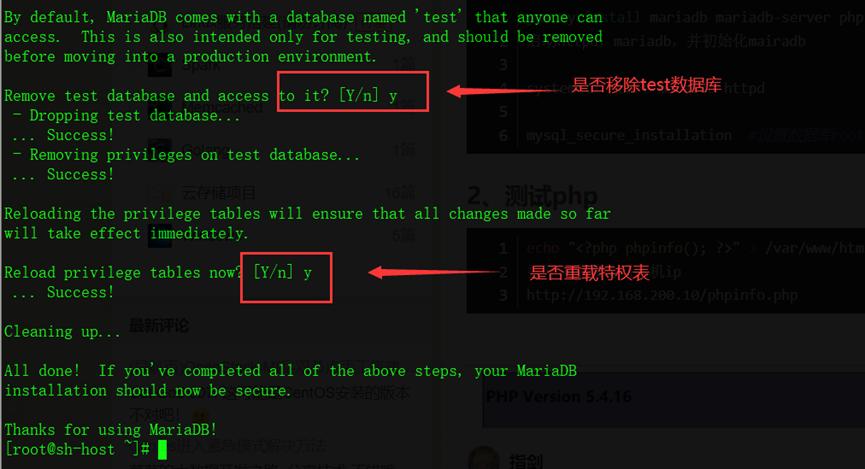 By default, MariaDB comes with a database named 'test' that anyone can
access.  This is also intended only for testing, and should be removed
before moving into a production environment.
Remove test database and access to it? [Y/n] y
是否移除test数据库
 - Dropping test database...
 ... Success!
 - Removing privileges on test database...
 ... Success!
Reloading the privilege tables will ensure that all changes made so far
will take effect immediately.
Reload privilege tables now? [Y/n] y
是否重载特权表
 ... Success!
Cleaning up...
All done!  If you've completed all of the above steps, your MariaDB
installation should now be secure.
Thanks for using MariaDB!
[root@sh-host ~]#
mariadb mariadb-server php
mariadb，并初始化mairadb
3
4
5
6 mysql_secure_installation
2、测试php
1 echo "<?php phpinfo(); ?>" > /var/www/htm
2
3 http://192.168.200.10/phpinfo.php
PHP Version 5.4.16
指剑
云存储项目
最新评论